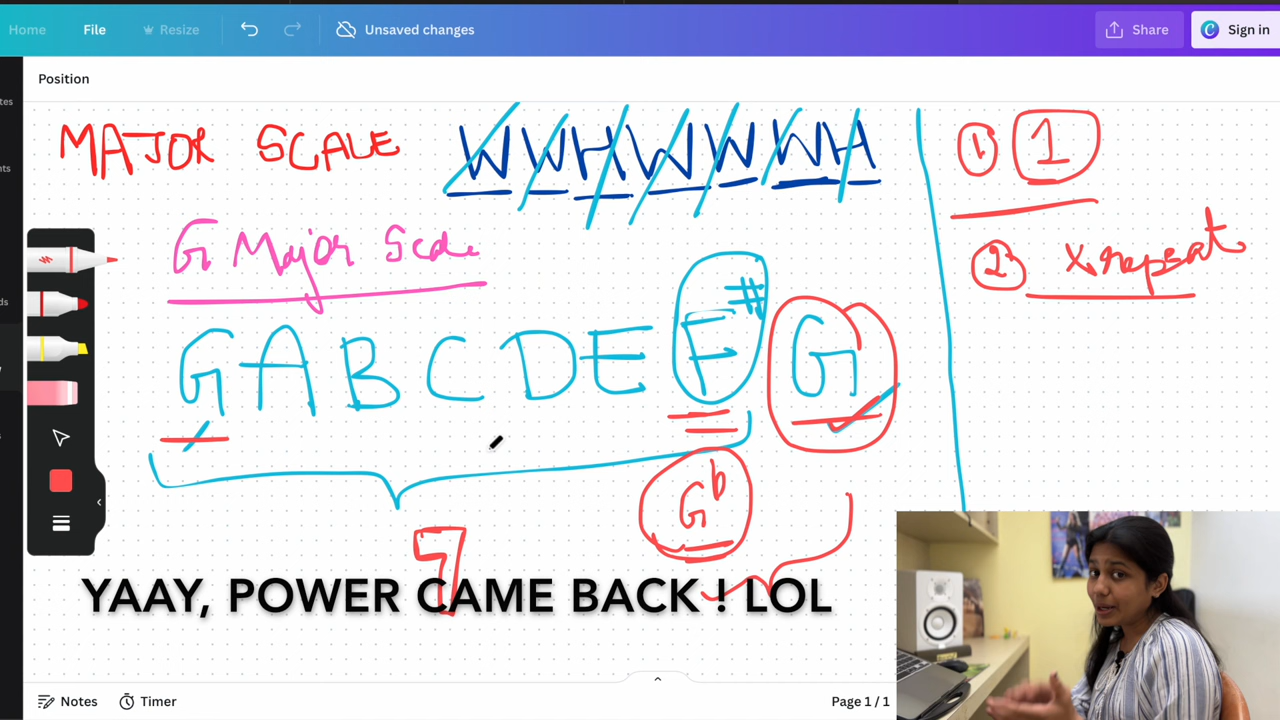 Home File Resize Unsaved changes Share Sign in
Position
MAJOR SCALE W W H W W W H
① 1
G Major Scale
② X repeat
G A B C D E F# G
Gb
7
YAAY, POWER CAME BACK ! LOL
Notes Timer Page 1 / 1